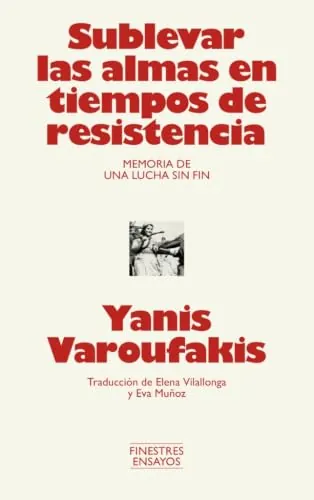 Sublevar
las almas en
tiempos de
resistencia
MEMORIA DE
UNA LUCHA SIN FIN
Yanis
Varoufakis
Traducción de Elena Vilallonga
y Eva Muñoz
FINESTRES
ENSAYOS